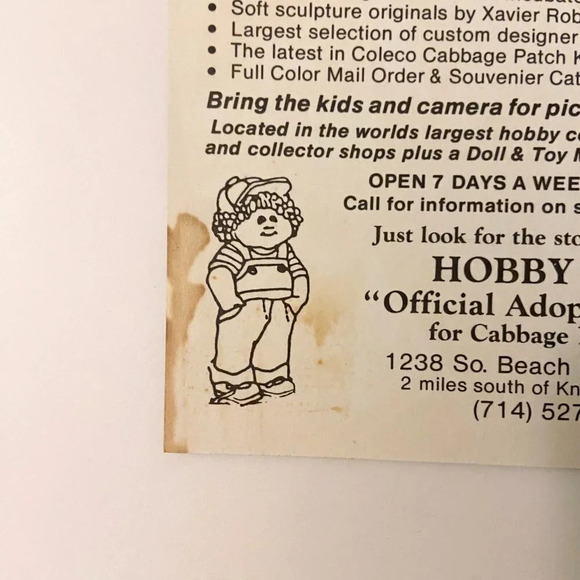 • Soft sculpture originals by Xavier Rob
• Largest selection of custom designer
• The latest in Coleco Cabbage Patch K
• Full Color Mail Order & Souvenier Cat
Bring the kids and camera for pic
Located in the worlds largest hobby c
and collector shops plus a Doll & Toy M
OPEN 7 DAYS A WEE
Call for information on s
Just look for the sto
HOBBY
“Official Adop
for Cabbage
1238 So. Beach
2 miles south of Kn
(714) 527